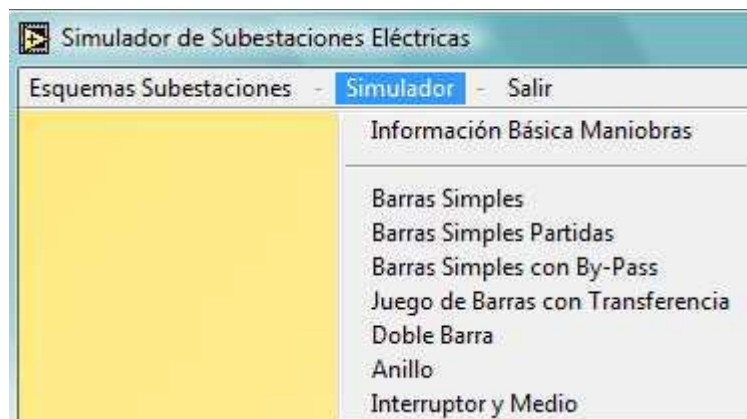 Simulador de Subestaciones Eléctricas
Esquemas Subestaciones - Simulador - Salir
Información Básica Maniobras
Barras Simples
Barras Simples Partidas
Barras Simples con By-Pass
Juego de Barras con Transferencia
Doble Barra
Anillo
Interruptor y Medio